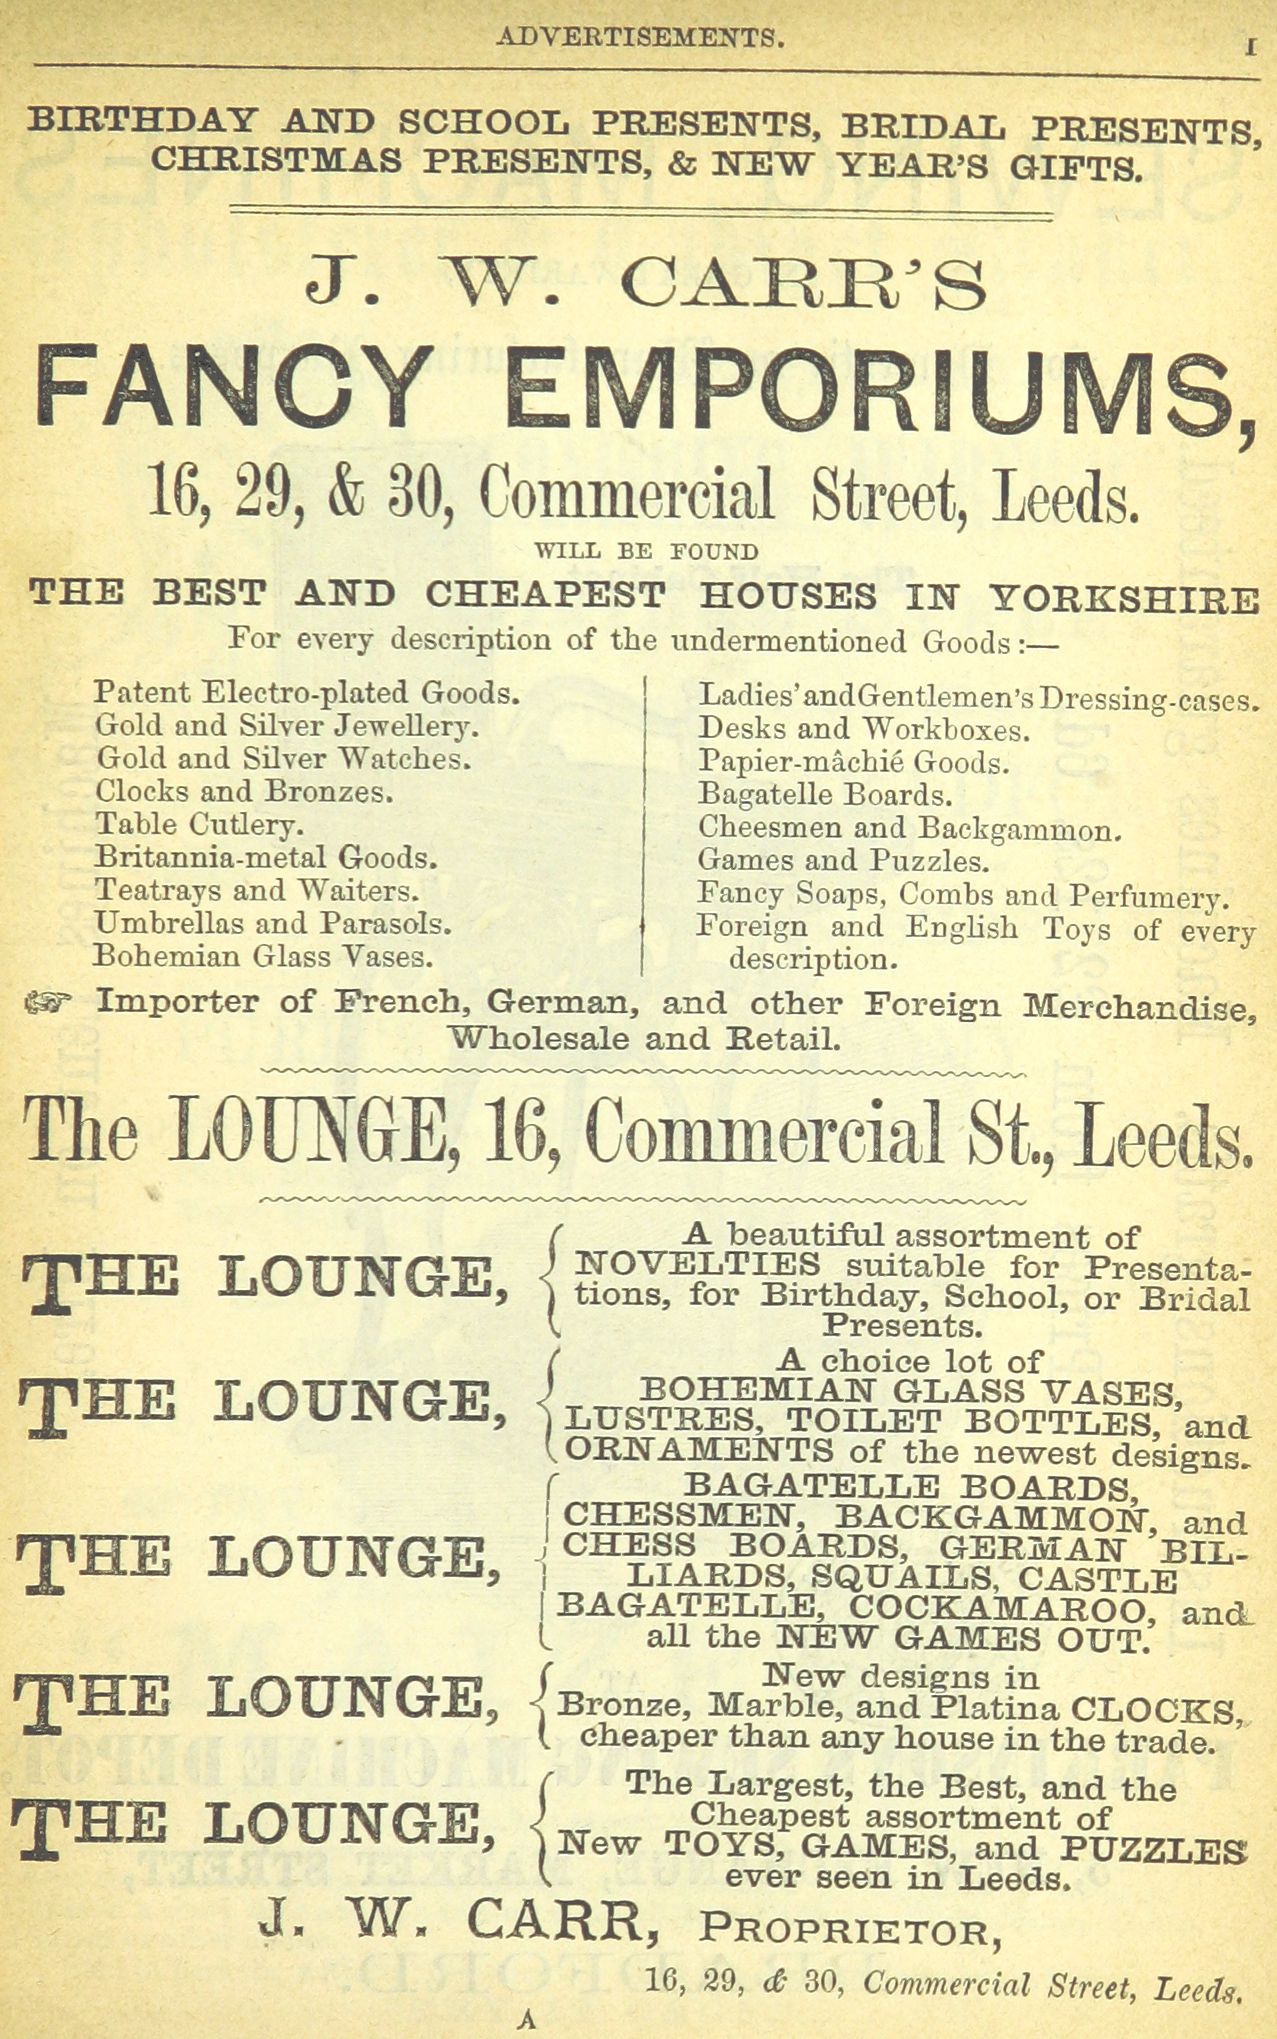 ADVERTISEMENTS. 1
BIRTHDAY AND SCHOOL PRESENTS, BRIDAL PRESENTS,
CHRISTMAS PRESENTS, & NEW YEAR'S GIFTS.
J. W. CARR'S
FANCY EMPORIUMS,
16, 29, & 30, Commercial Street, Leeds.
WILL BE FOUND
THE BEST AND CHEAPEST HOUSES IN YORKSHIRE
For every description of the undermentioned Goods:—
Patent Electro-plated Goods.
Gold and Silver Jewellery.
Gold and Silver Watches.
Clocks and Bronzes.
Table Cutlery.
Britannia-metal Goods.
Teatrays and Waiters.
Umbrellas and Parasols.
Bohemian Glass Vases.
Ladies' and Gentlemen's Dressing-cases.
Desks and Workboxes.
Papier-mâchié Goods.
Bagatelle Boards.
Cheesmen and Backgammon.
Games and Puzzles.
Fancy Soaps, Combs and Perfumery.
Foreign and English Toys of every
description.
☞ Importer of French, German, and other Foreign Merchandise,
Wholesale and Retail.
The LOUNGE, 16, Commercial St., Leeds.
THE LOUNGE,
A beautiful assortment of
NOVELTIES suitable for Presenta-
tions, for Birthday, School, or Bridal
Presents.
THE LOUNGE,
A choice lot of
BOHEMIAN GLASS VASES,
LUSTRES, TOILET BOTTLES, and
ORNAMENTS of the newest designs.
THE LOUNGE,
BAGATELLE BOARDS,
CHESSMEN, BACKGAMMON, and
CHESS BOARDS, GERMAN BIL-
LIARDS, SQUAILS, CASTLE
BAGATELLE, COCKAMAROO, and
all the NEW GAMES OUT.
THE LOUNGE,
New designs in
Bronze, Marble, and Platina CLOCKS,
cheaper than any house in the trade.
THE LOUNGE,
The Largest, the Best, and the
Cheapest assortment of
New TOYS, GAMES, and PUZZLES
ever seen in Leeds.
J. W. CARR, PROPRIETOR,
16, 29, & 30, Commercial Street, Leeds.
A